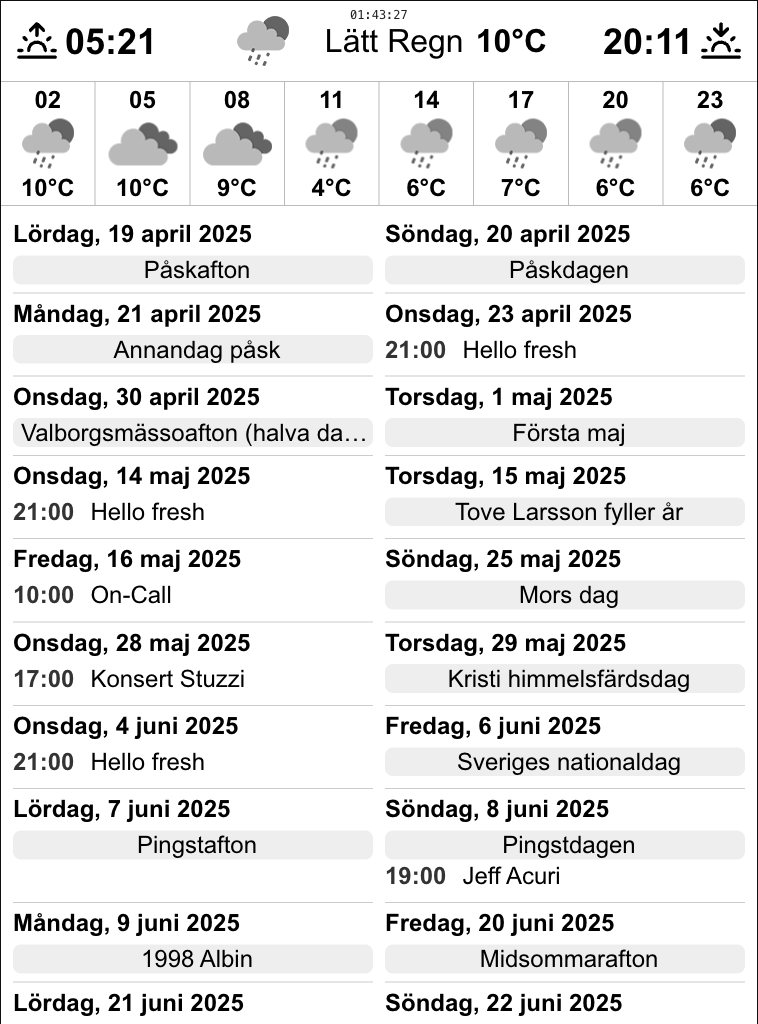 01:43:27
05:21 Lätt Regn 10°C 20:11
02 05 08 11 14 17 20 23
10°C 10°C 9°C 4°C 6°C 7°C 6°C 6°C
Lördag, 19 april 2025
Påskafton
Söndag, 20 april 2025
Påskdagen
Måndag, 21 april 2025
Annandag påsk
Onsdag, 23 april 2025
21:00 Hello fresh
Onsdag, 30 april 2025
Valborgsmässoafton (halva da…
Torsdag, 1 maj 2025
Första maj
Onsdag, 14 maj 2025
21:00 Hello fresh
Torsdag, 15 maj 2025
Tove Larsson fyller år
Fredag, 16 maj 2025
10:00 On-Call
Söndag, 25 maj 2025
Mors dag
Onsdag, 28 maj 2025
17:00 Konsert Stuzzi
Torsdag, 29 maj 2025
Kristi himmelsfärdsdag
Onsdag, 4 juni 2025
21:00 Hello fresh
Fredag, 6 juni 2025
Sveriges nationaldag
Lördag, 7 juni 2025
Pingstafton
Söndag, 8 juni 2025
Pingstdagen
19:00 Jeff Acuri
Måndag, 9 juni 2025
1998 Albin
Fredag, 20 juni 2025
Midsommarafton
Lördag, 21 juni 2025
Söndag, 22 juni 2025